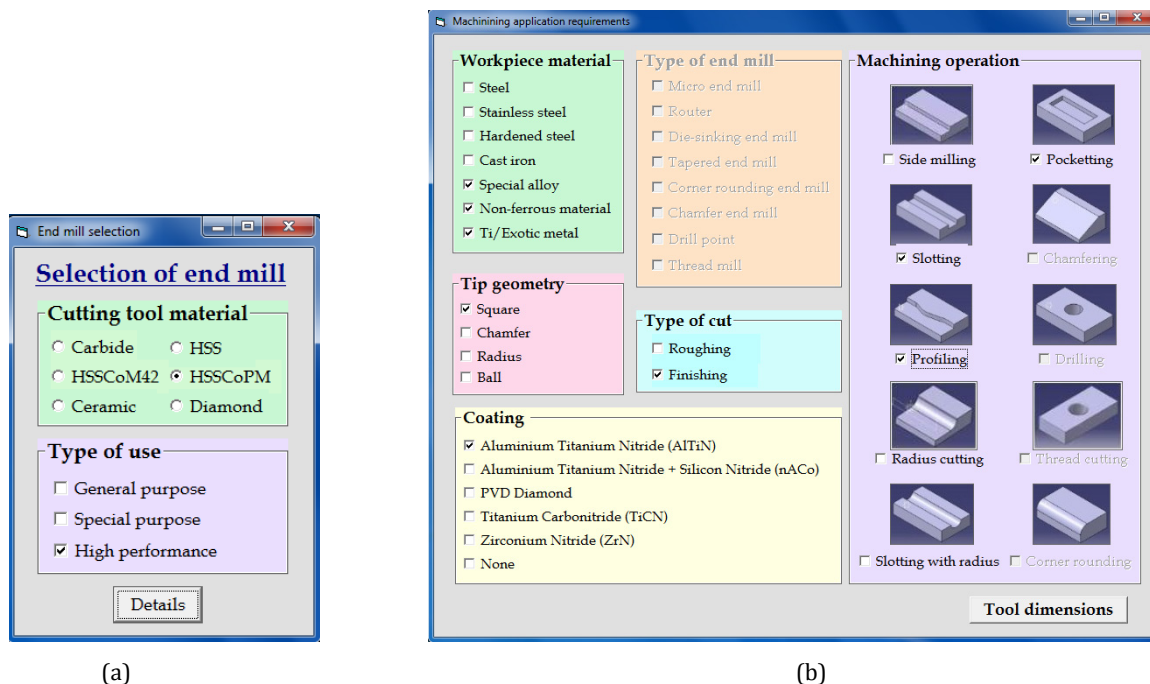 End mill selection
Selection of end mill
Cutting tool material
Carbide HSS
HSSCoM42 HSSCoPM
Ceramic Diamond
Type of use
General purpose
Special purpose
High performance
Details
(a)
Machinining application requirements
Workpiece material
Steel
Stainless steel
Hardened steel
Cast iron
Special alloy
Non-ferrous material
Ti/Exotic metal
Type of end mill
Micro end mill
Router
Die-sinking end mill
Tapered end mill
Corner rounding end mill
Chamfer end mill
Drill point
Thread mill
Tip geometry
Square
Chamfer
Radius
Ball
Type of cut
Roughing
Finishing
Coating
Aluminium Titanium Nitride (AlTiN)
Aluminium Titanium Nitride + Silicon Nitride (nACo)
PVD Diamond
Titanium Carbonitride (TiCN)
Zirconium Nitride (ZrN)
None
Machining operation
Side milling Pocketting
Slotting Chamfering
Profiling Drilling
Radius cutting Thread cutting
Slotting with radius Corner rounding
Tool dimensions
(b)